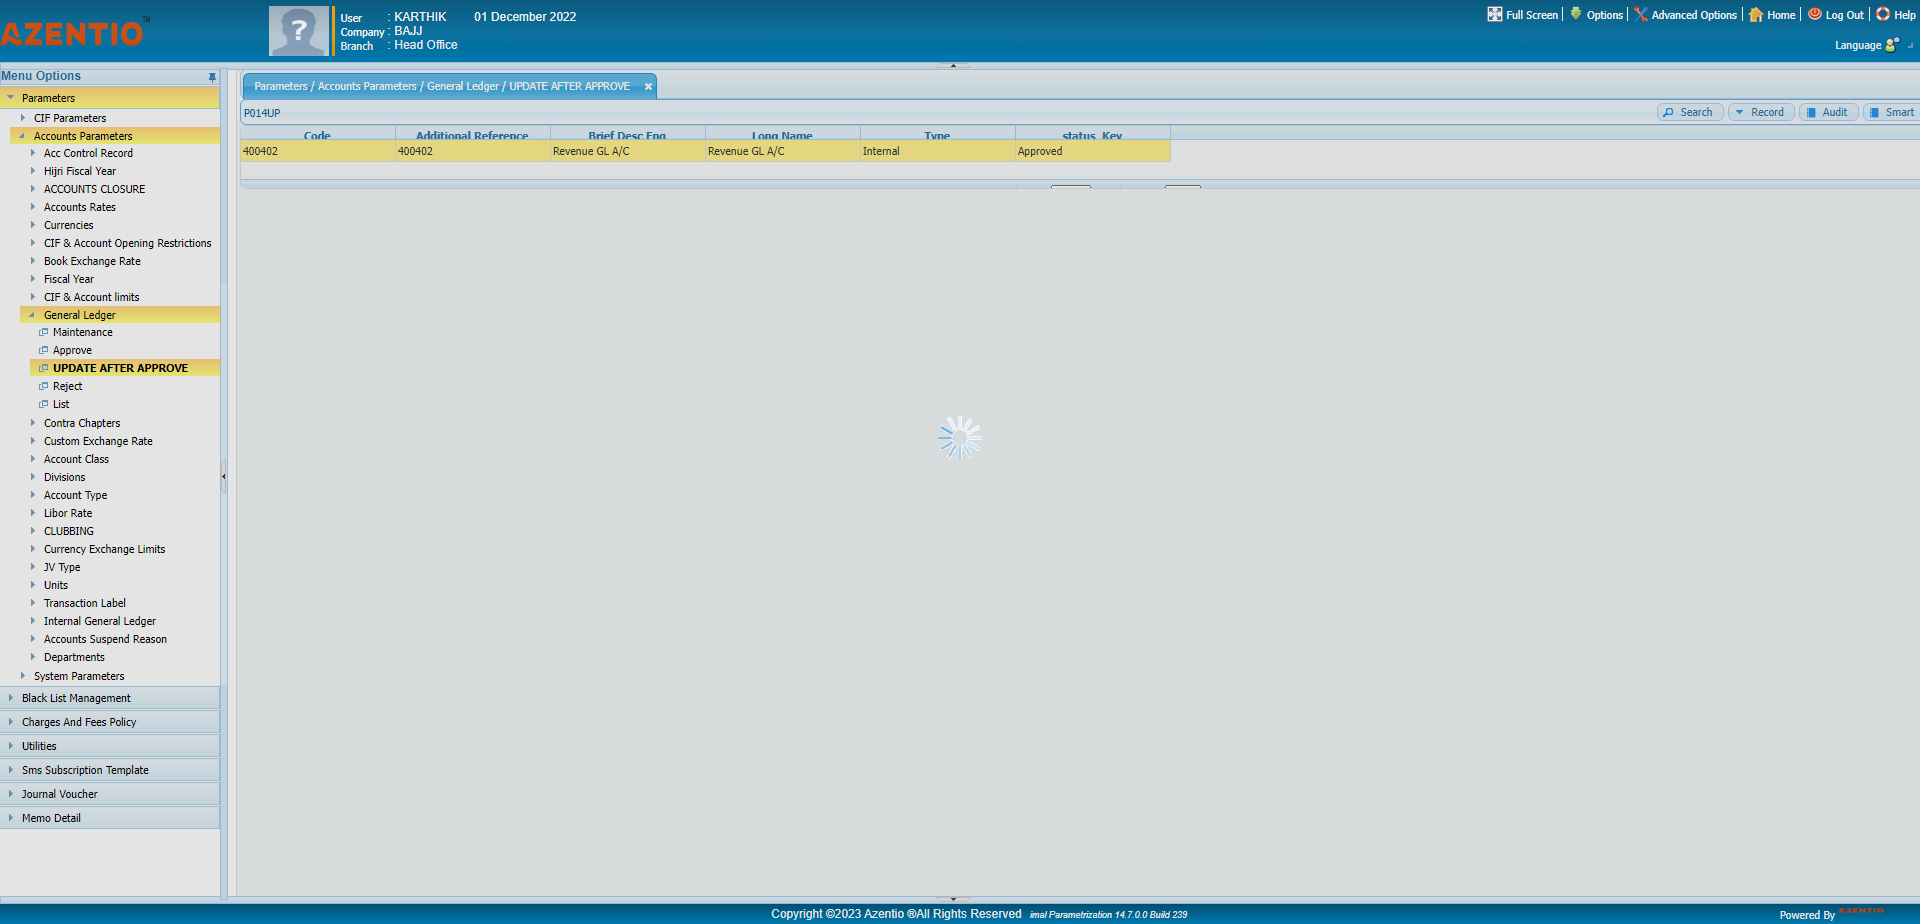 AZENTIO TM
?
User : KARTHIK 01 December 2022
Company : BAJJ
Branch : Head Office
Full Screen Options Advanced Options Home Log Out Help
Language
Menu Options
Parameters
CIF Parameters
Accounts Parameters
Acc Control Record
Hijri Fiscal Year
ACCOUNTS CLOSURE
Accounts Rates
Currencies
CIF & Account Opening Restrictions
Book Exchange Rate
Fiscal Year
CIF & Account limits
General Ledger
Maintenance
Approve
UPDATE AFTER APPROVE
Reject
List
Contra Chapters
Custom Exchange Rate
Account Class
Divisions
Account Type
Libor Rate
CLUBBING
Currency Exchange Limits
JV Type
Units
Transaction Label
Internal General Ledger
Accounts Suspend Reason
Departments
System Parameters
Black List Management
Charges And Fees Policy
Utilities
Sms Subscription Template
Journal Voucher
Memo Detail
Parameters / Accounts Parameters / General Ledger / UPDATE AFTER APPROVE
P014UP
Search Record Audit Smart
Code Additional Reference Brief Desc Eng Long Name Type status_Key
400402 400402 Revenue GL A/C Revenue GL A/C Internal Approved
Copyright ©2023 Azentio ®All Rights Reserved imal Parametrization 14.7.0.0 Build 239
Powered By AZENTIO